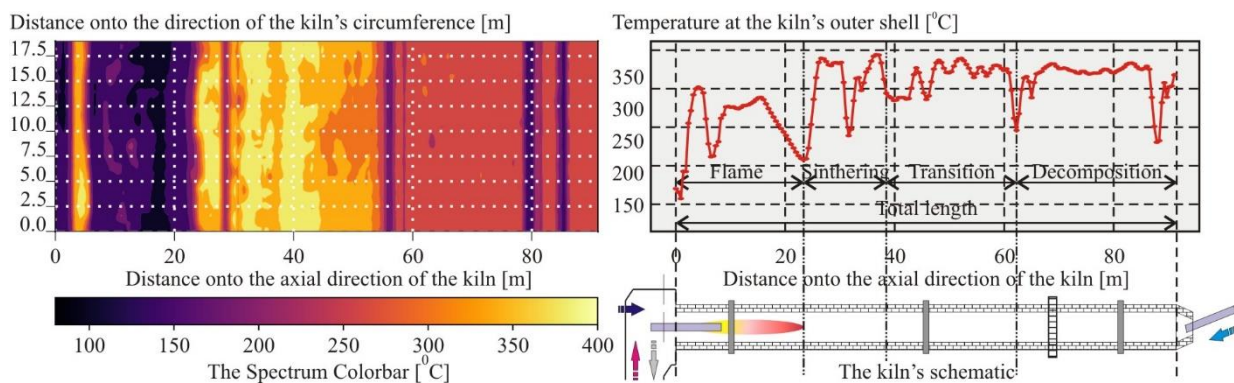 Distance onto the direction of the kiln's circumference [m]
17.5
15.0
12.5
10.0
7.5
5.0
2.5
0.0
0 20 40 60 80
Distance onto the axial direction of the kiln [m]
100 150 200 250 300 350 400
The Spectrum Colorbar [⁰C]
Temperature at the kiln's outer shell [⁰C]
350
300
250
200
150
Flame Sinthering Transition Decomposition
Total length
0 20 40 60 80
Distance onto the axial direction of the kiln [m]
The kiln's schematic